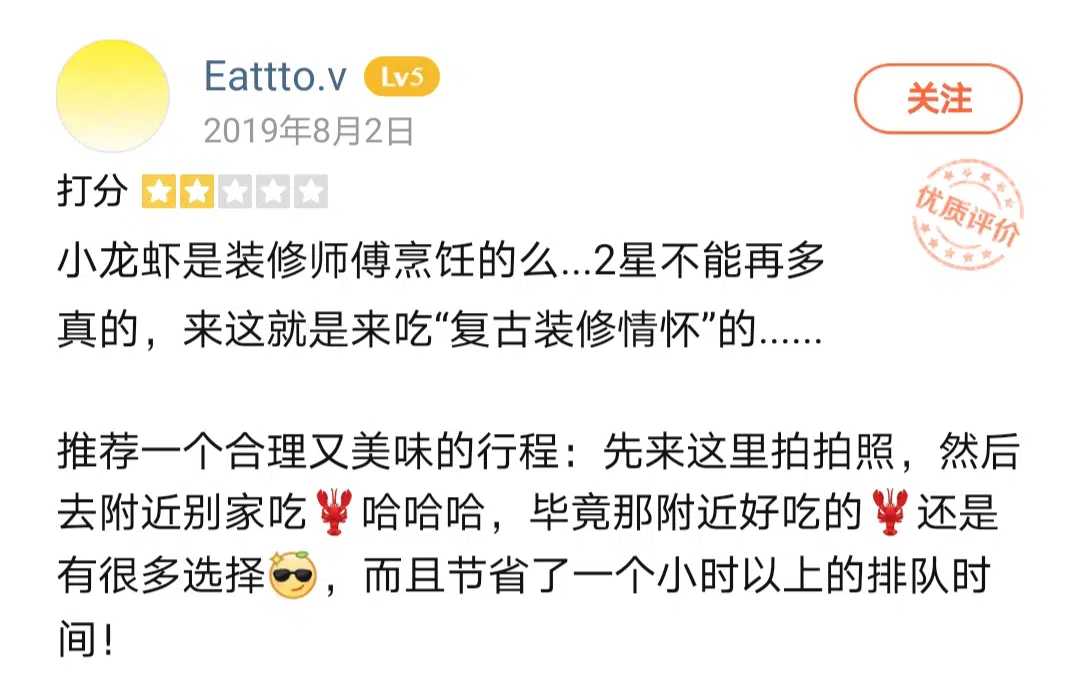 Eattto.v Lv5
2019年8月2日
关注
打分
优质评价
小龙虾是装修师傅烹饪的么...2星不能再多
真的，来这就是来吃“复古装修情怀”的......
推荐一个合理又美味的行程：先来这里拍拍照，然后
去附近别家吃🦞哈哈哈，毕竟那附近好吃的🦞还是
有很多选择😎，而且节省了一个小时以上的排队时
间！